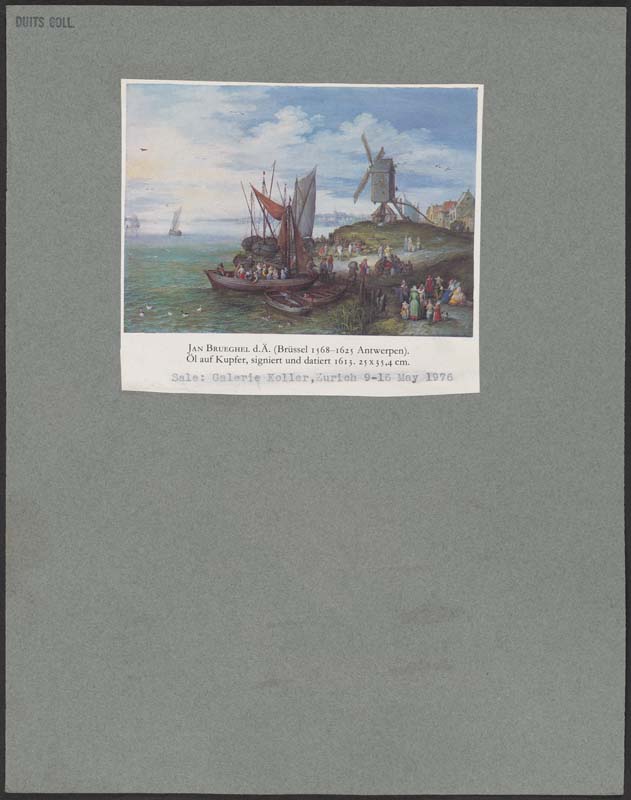 DUITS COLL.
JAN BRUEGHEL d.Ä. (Brüssel 1568–1625 Antwerpen).
Öl auf Kupfer, signiert und datiert 1613. 25 x 35,4 cm.
Sale: Galerie Koller,Zurich 9-16 May 1976